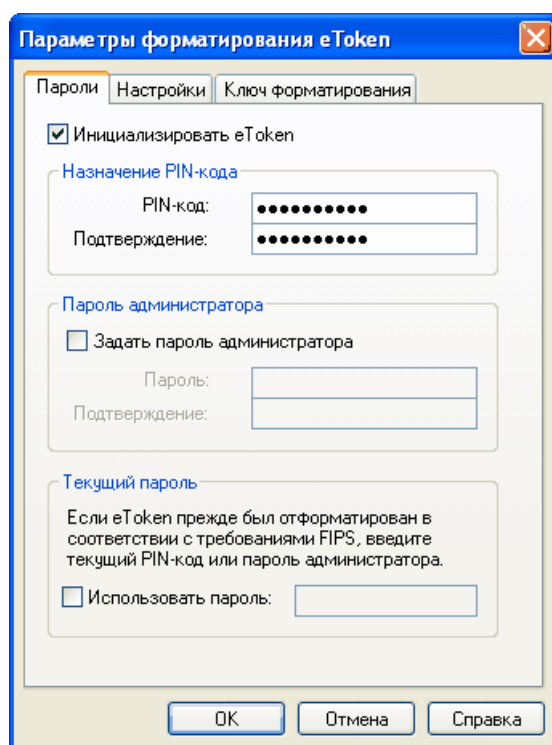 Параметры форматирования eToken
Пароли Настройки Ключ форматирования
Инициализировать eToken
Назначение PIN-кода
PIN-код: ●●●●●●●●●●
Подтверждение: ●●●●●●●●●●
Пароль администратора
Задать пароль администратора
Пароль:
Подтверждение:
Текущий пароль
Если eToken прежде был отформатирован в
соответствии с требованиями FIPS, введите
текущий PIN-код или пароль администратора.
Использовать пароль:
OK Отмена Справка